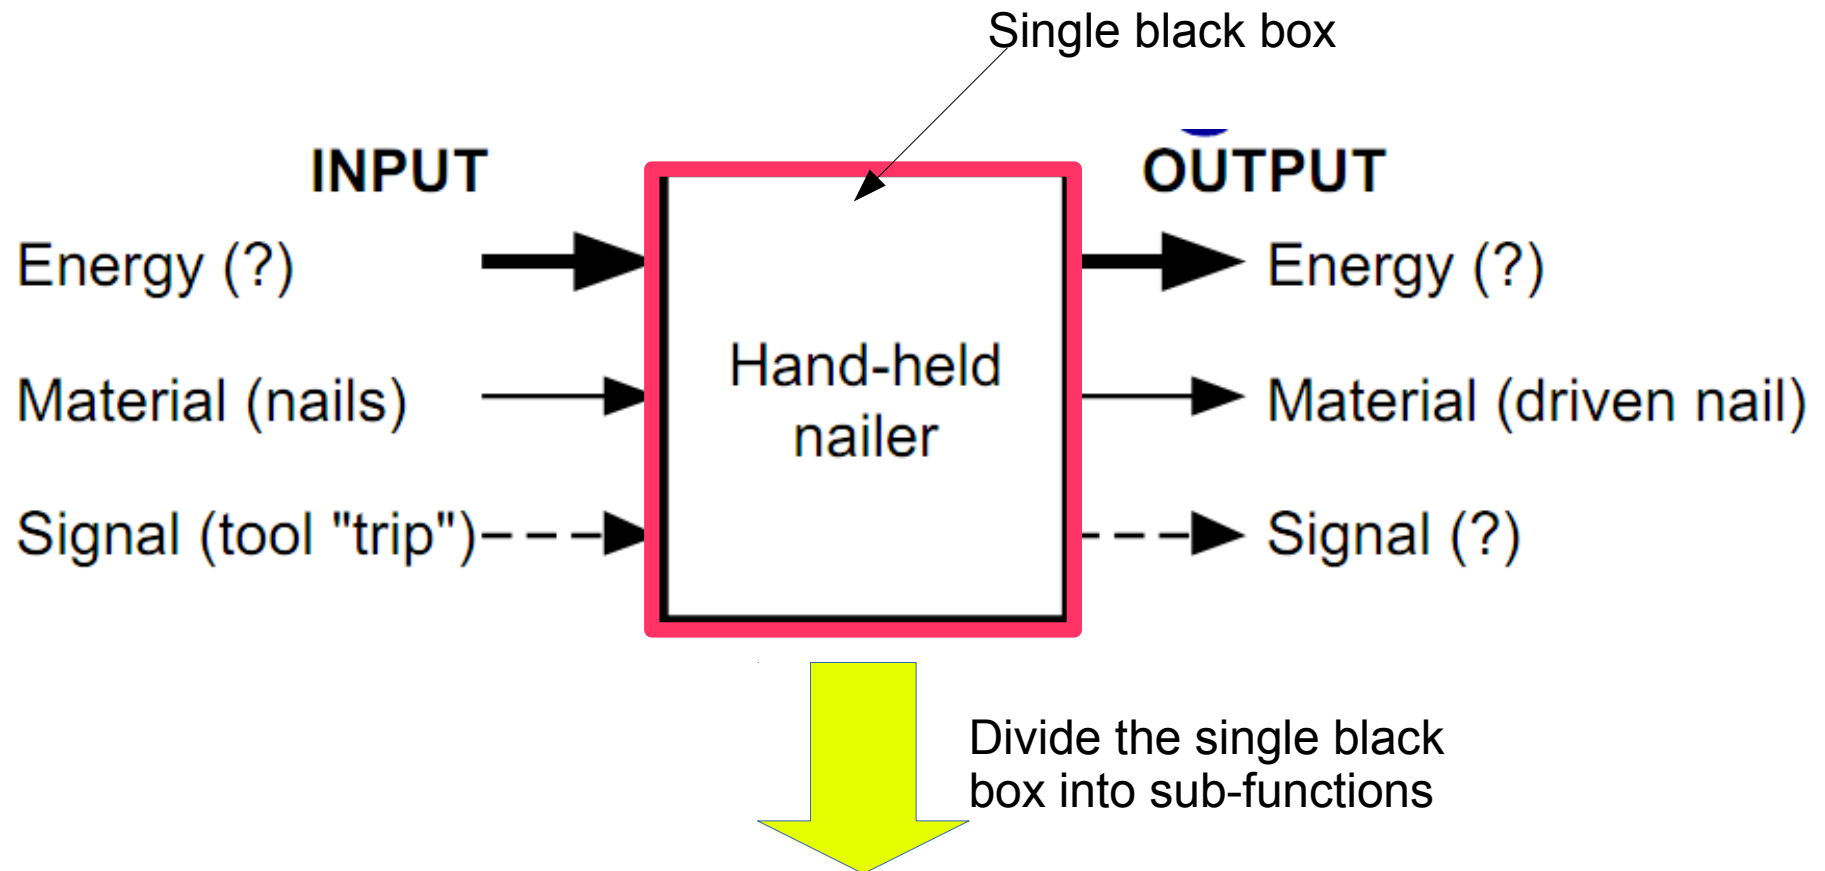 Single black box
INPUT
OUTPUT
Energy (?)
Energy (?)
Hand-held
nailer
Material (nails)
Material (driven nail)
Signal (tool "trip")
Signal (?)
Divide the single black
box into sub-functions